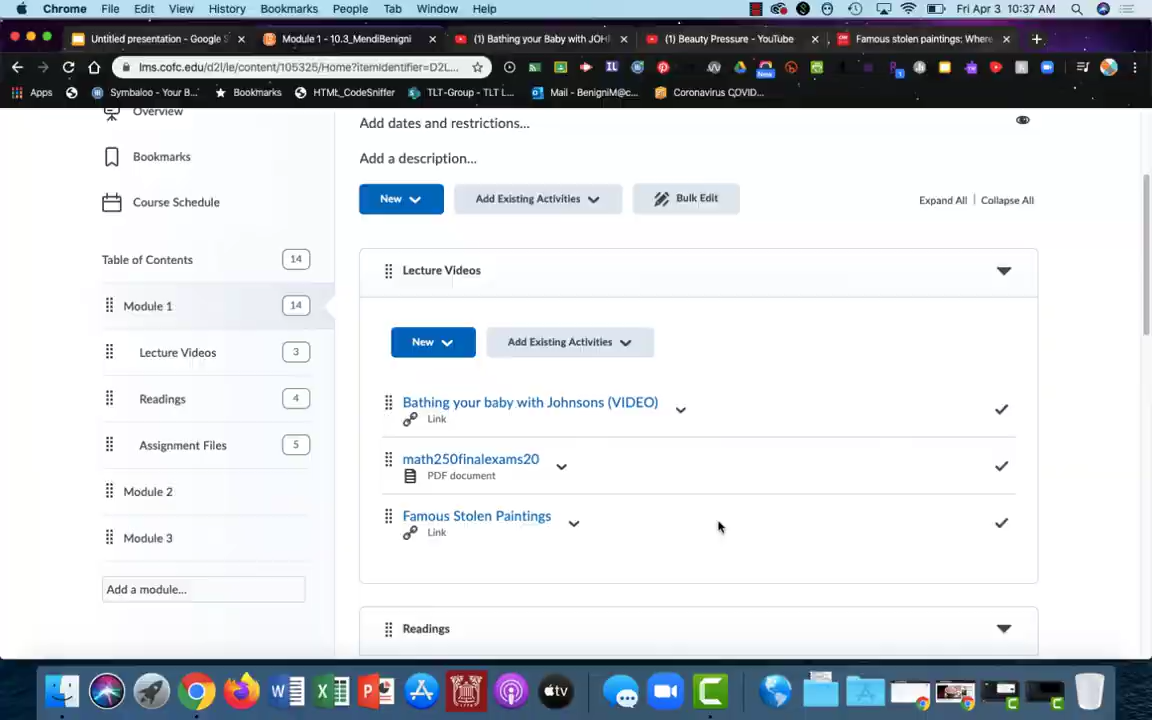 Chrome File Edit View History Bookmarks People Tab Window Help Fri Apr 3 10:37 AM
Untitled presentation - Google S Module 1 - 10.3_MendiBenigni (1) Bathing your Baby with JOH (1) Beauty Pressure - YouTube Famous stolen paintings: Where
lms.cofc.edu/d2l/le/content/105325/Home?itemIdentifier=D2L...
Apps Symbaloo - Your B... Bookmarks HTML_CodeSniffer TLT-Group - TLT L... Mail - BenigniM@c... Coronavirus COVID...
Overview
Bookmarks
Course Schedule
Table of Contents 14
Module 1 14
Lecture Videos 3
Readings 4
Assignment Files 5
Module 2
Module 3
Add a module...
Add dates and restrictions...
Add a description...
New Add Existing Activities Bulk Edit Expand All | Collapse All
Lecture Videos
New Add Existing Activities
Bathing your baby with Johnsons (VIDEO)
Link
math250finalexams20
PDF document
Famous Stolen Paintings
Link
Readings
tv